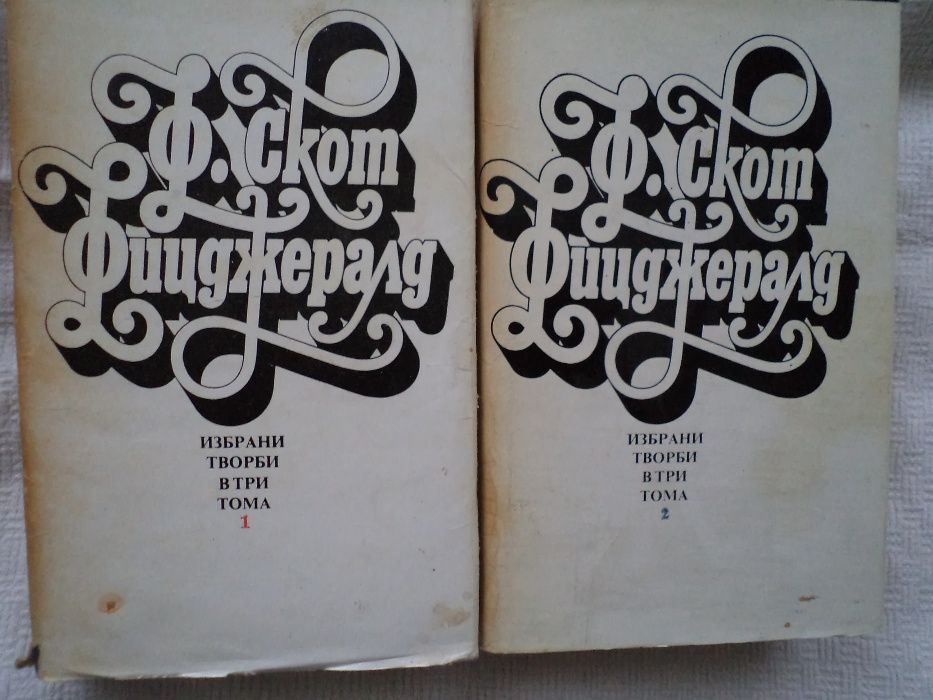 Ф. Скот
Фицджералд
ИЗБРАНИ
ТВОРБИ
В ТРИ
ТОМА
1
Ф. Скот
Фицджералд
ИЗБРАНИ
ТВОРБИ
В ТРИ
ТОМА
2